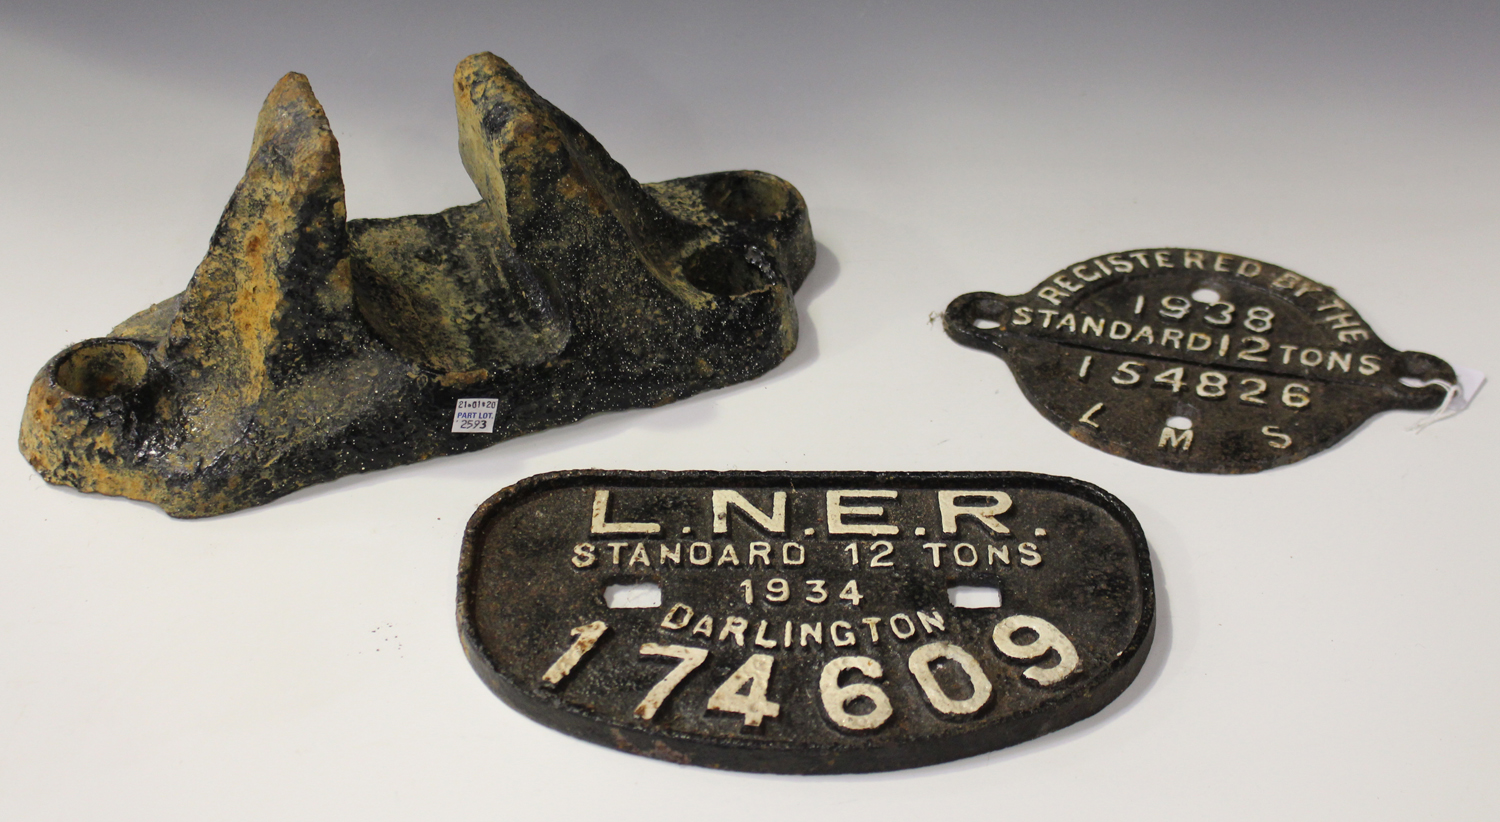 21•01•20
PART LOT.
2593
REGISTERED BY THE
1938
STANDARD 12 TONS
154826
L M S
L.N.E.R.
STANDARD 12 TONS
1934
DARLINGTON
174609